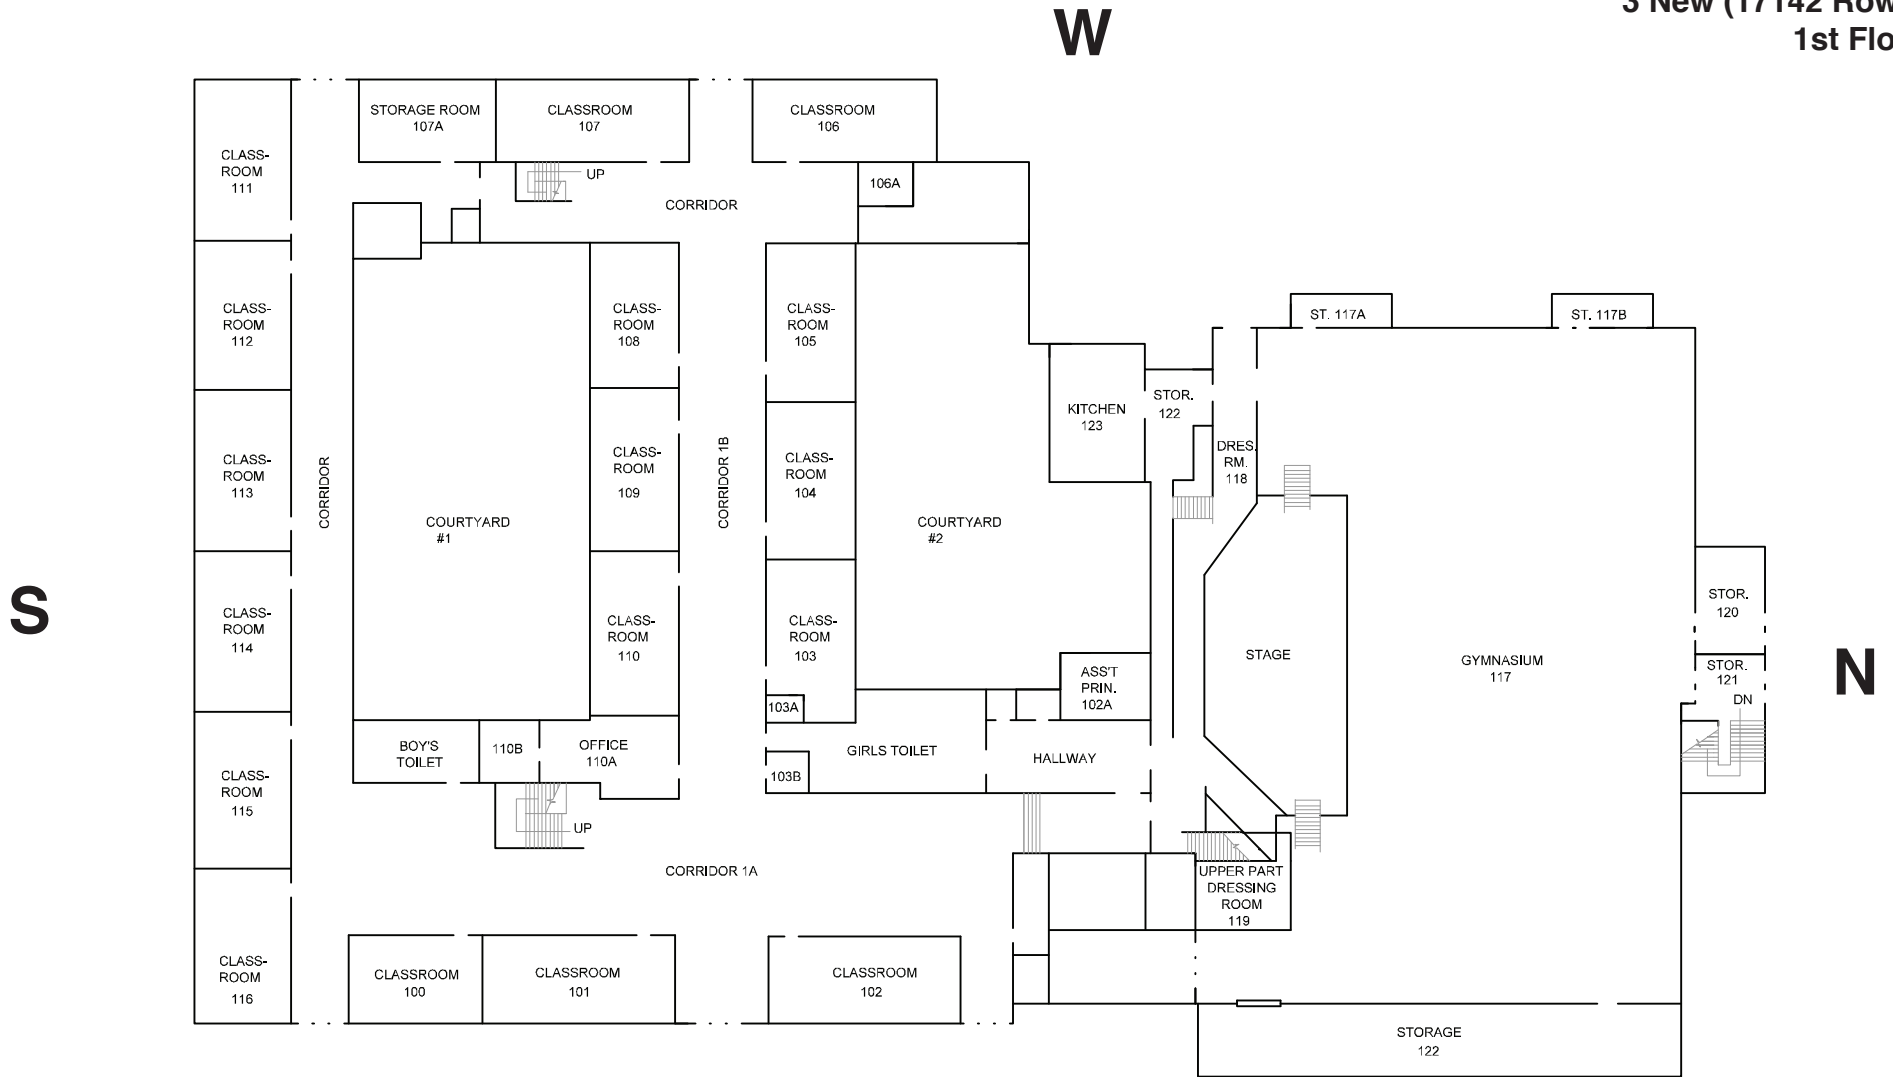 3 New (17142 Row
1st Flo
W
STORAGE ROOM
107A
CLASSROOM
107
CLASSROOM
106
CLASS-
ROOM
111
UP
106A
CORRIDOR
CLASS-
ROOM
112
CLASS-
ROOM
108
CLASS-
ROOM
105
ST. 117A
ST. 117B
KITCHEN
123
STOR.
122
DRES.
RM.
118
CLASS-
ROOM
113
CORRIDOR
CLASS-
ROOM
109
CORRIDOR 1B
CLASS-
ROOM
104
COURTYARD
#1
COURTYARD
#2
S
CLASS-
ROOM
114
CLASS-
ROOM
110
CLASS-
ROOM
103
STAGE
GYMNASIUM
117
STOR.
120
STOR.
121
DN
N
ASS'T
PRIN.
102A
103A
BOY'S
TOILET
110B
OFFICE
110A
103B
GIRLS TOILET
HALLWAY
CLASS-
ROOM
115
UP
CORRIDOR 1A
UPPER PART
DRESSING
ROOM
119
CLASS-
ROOM
116
CLASSROOM
100
CLASSROOM
101
CLASSROOM
102
STORAGE
122